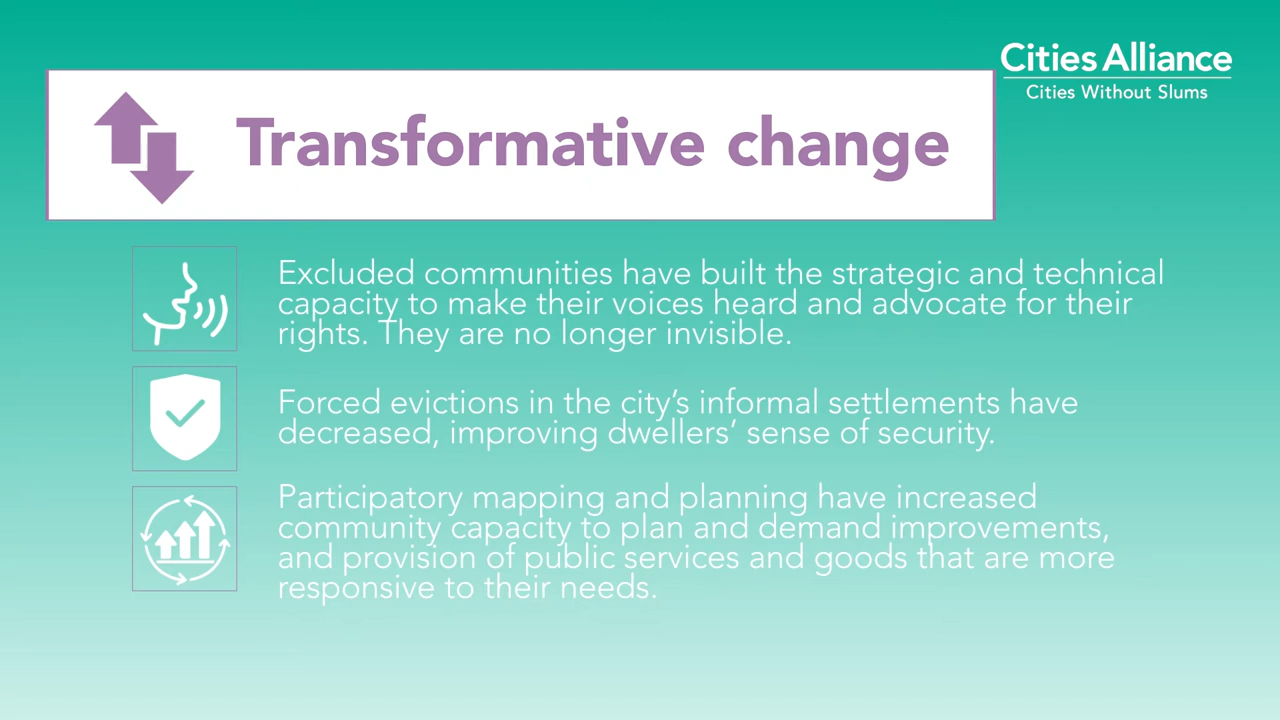 Cities Alliance
Cities Without Slums
Transformative change
Excluded communities have built the strategic and technical
capacity to make their voices heard and advocate for their
rights. They are no longer invisible.
Forced evictions in the city’s informal settlements have
decreased, improving dwellers’ sense of security.
Participatory mapping and planning have increased
community capacity to plan and demand improvements,
and provision of public services and goods that are more
responsive to their needs.